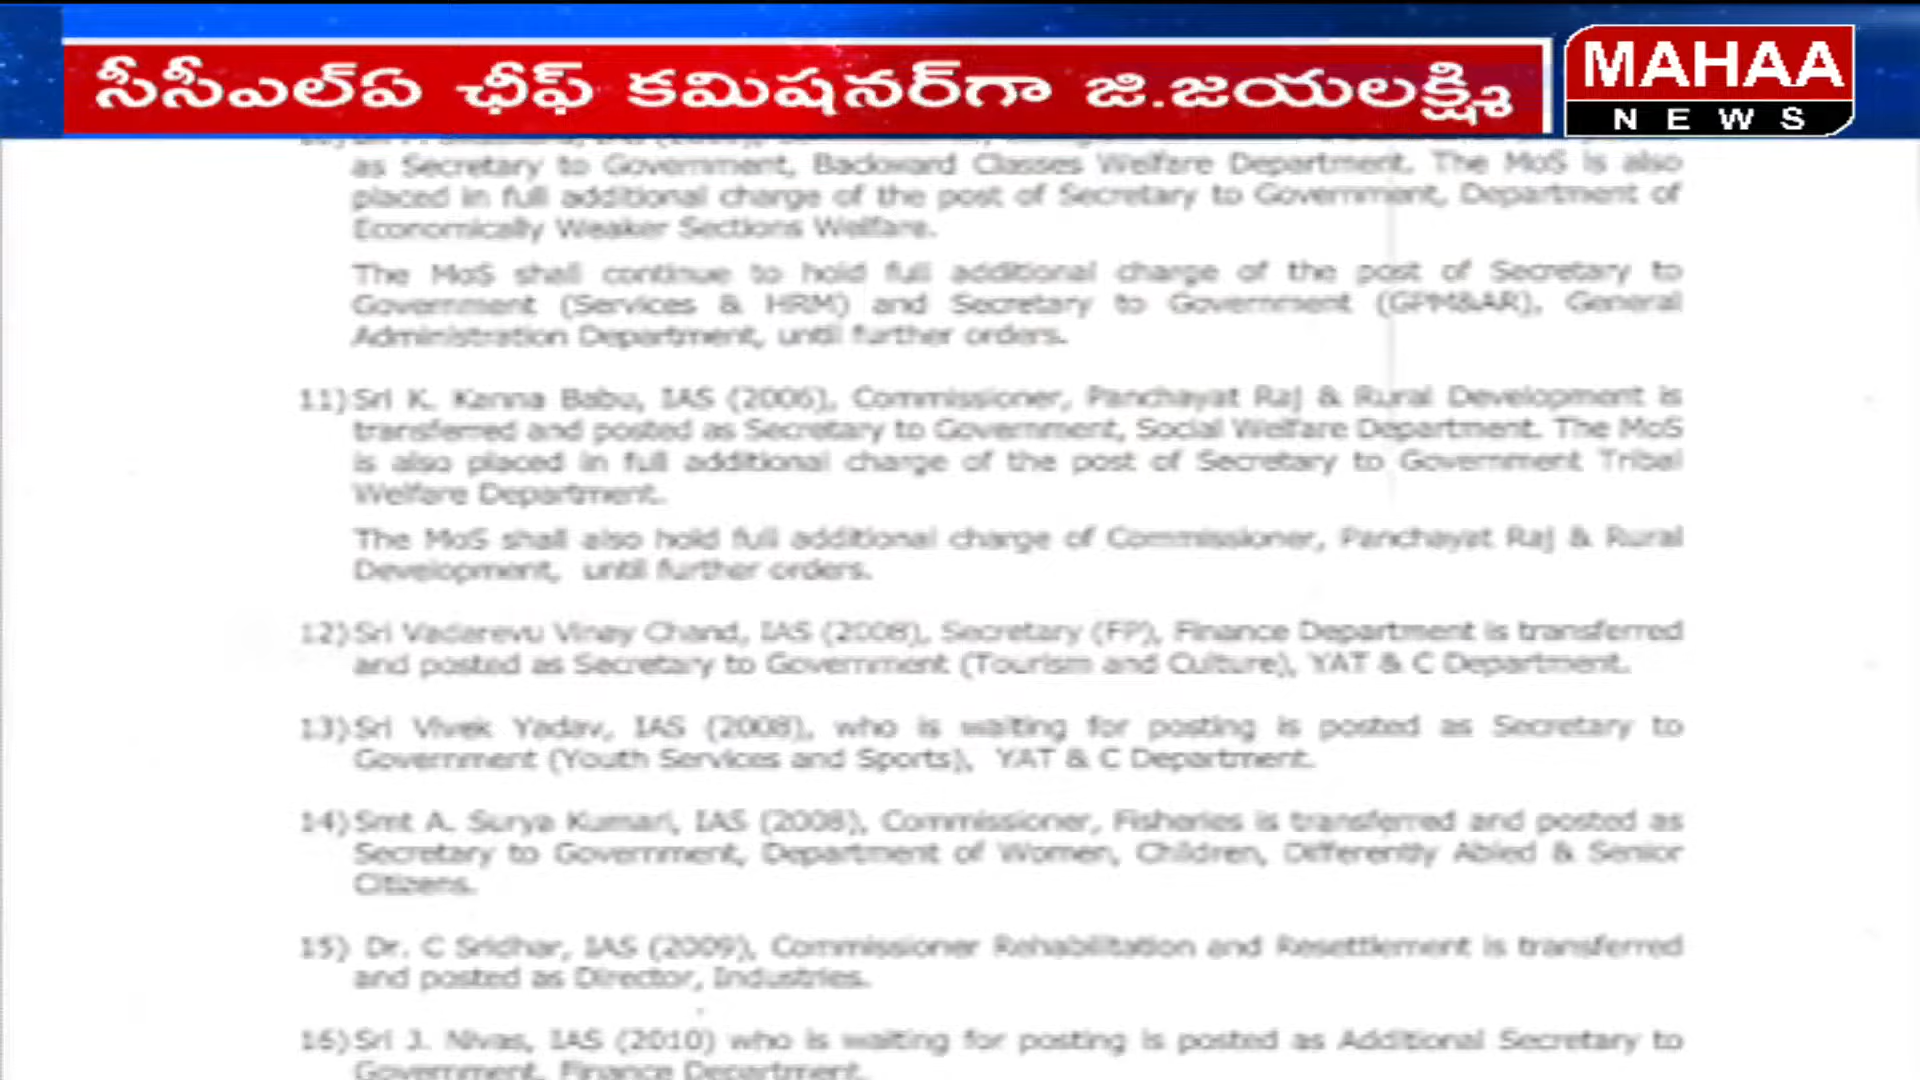 సీసీఎల్ఏ ఛీఫ్ కమిషనర్‌గా జి.జయలక్ష్మి
MAHAA
NEWS
as Secretary to Government, Backward Classes Welfare Department. The MoS is also
placed in full additional charge of the post of Secretary to Government, Department of
Economically Weaker Sections Welfare.
The MoS shall continue to hold full additional charge of the post of Secretary to
Government (Services & HRM) and Secretary to Government (GPM&AR), General
Administration Department, until further orders.
11) Sri K. Kanna Babu, IAS (2006), Commissioner, Panchayat Raj & Rural Development is
transferred and posted as Secretary to Government, Social Welfare Department. The MoS
is also placed in full additional charge of the post of Secretary to Government Tribal
Welfare Department.
The MoS shall also hold full additional charge of Commissioner, Panchayat Raj & Rural
Development, until further orders.
12) Sri Vadarevu Vinay Chand, IAS (2008), Secretary (FP), Finance Department is transferred
and posted as Secretary to Government (Tourism and Culture), YAT & C Department.
13) Sri Vivek Yadav, IAS (2008), who is waiting for posting is posted as Secretary to
Government (Youth Services and Sports), YAT & C Department.
14) Smt A. Surya Kumari, IAS (2008), Commissioner, Fisheries is transferred and posted as
Secretary to Government, Department of Women, Children, Differently Abled & Senior
Citizens.
15) Dr. C Sridhar, IAS (2009), Commissioner Rehabilitation and Resettlement is transferred
and posted as Director, Industries.
16) Sri J. Nivas, IAS (2010) who is waiting for posting is posted as Additional Secretary to
Government, Finance Department.